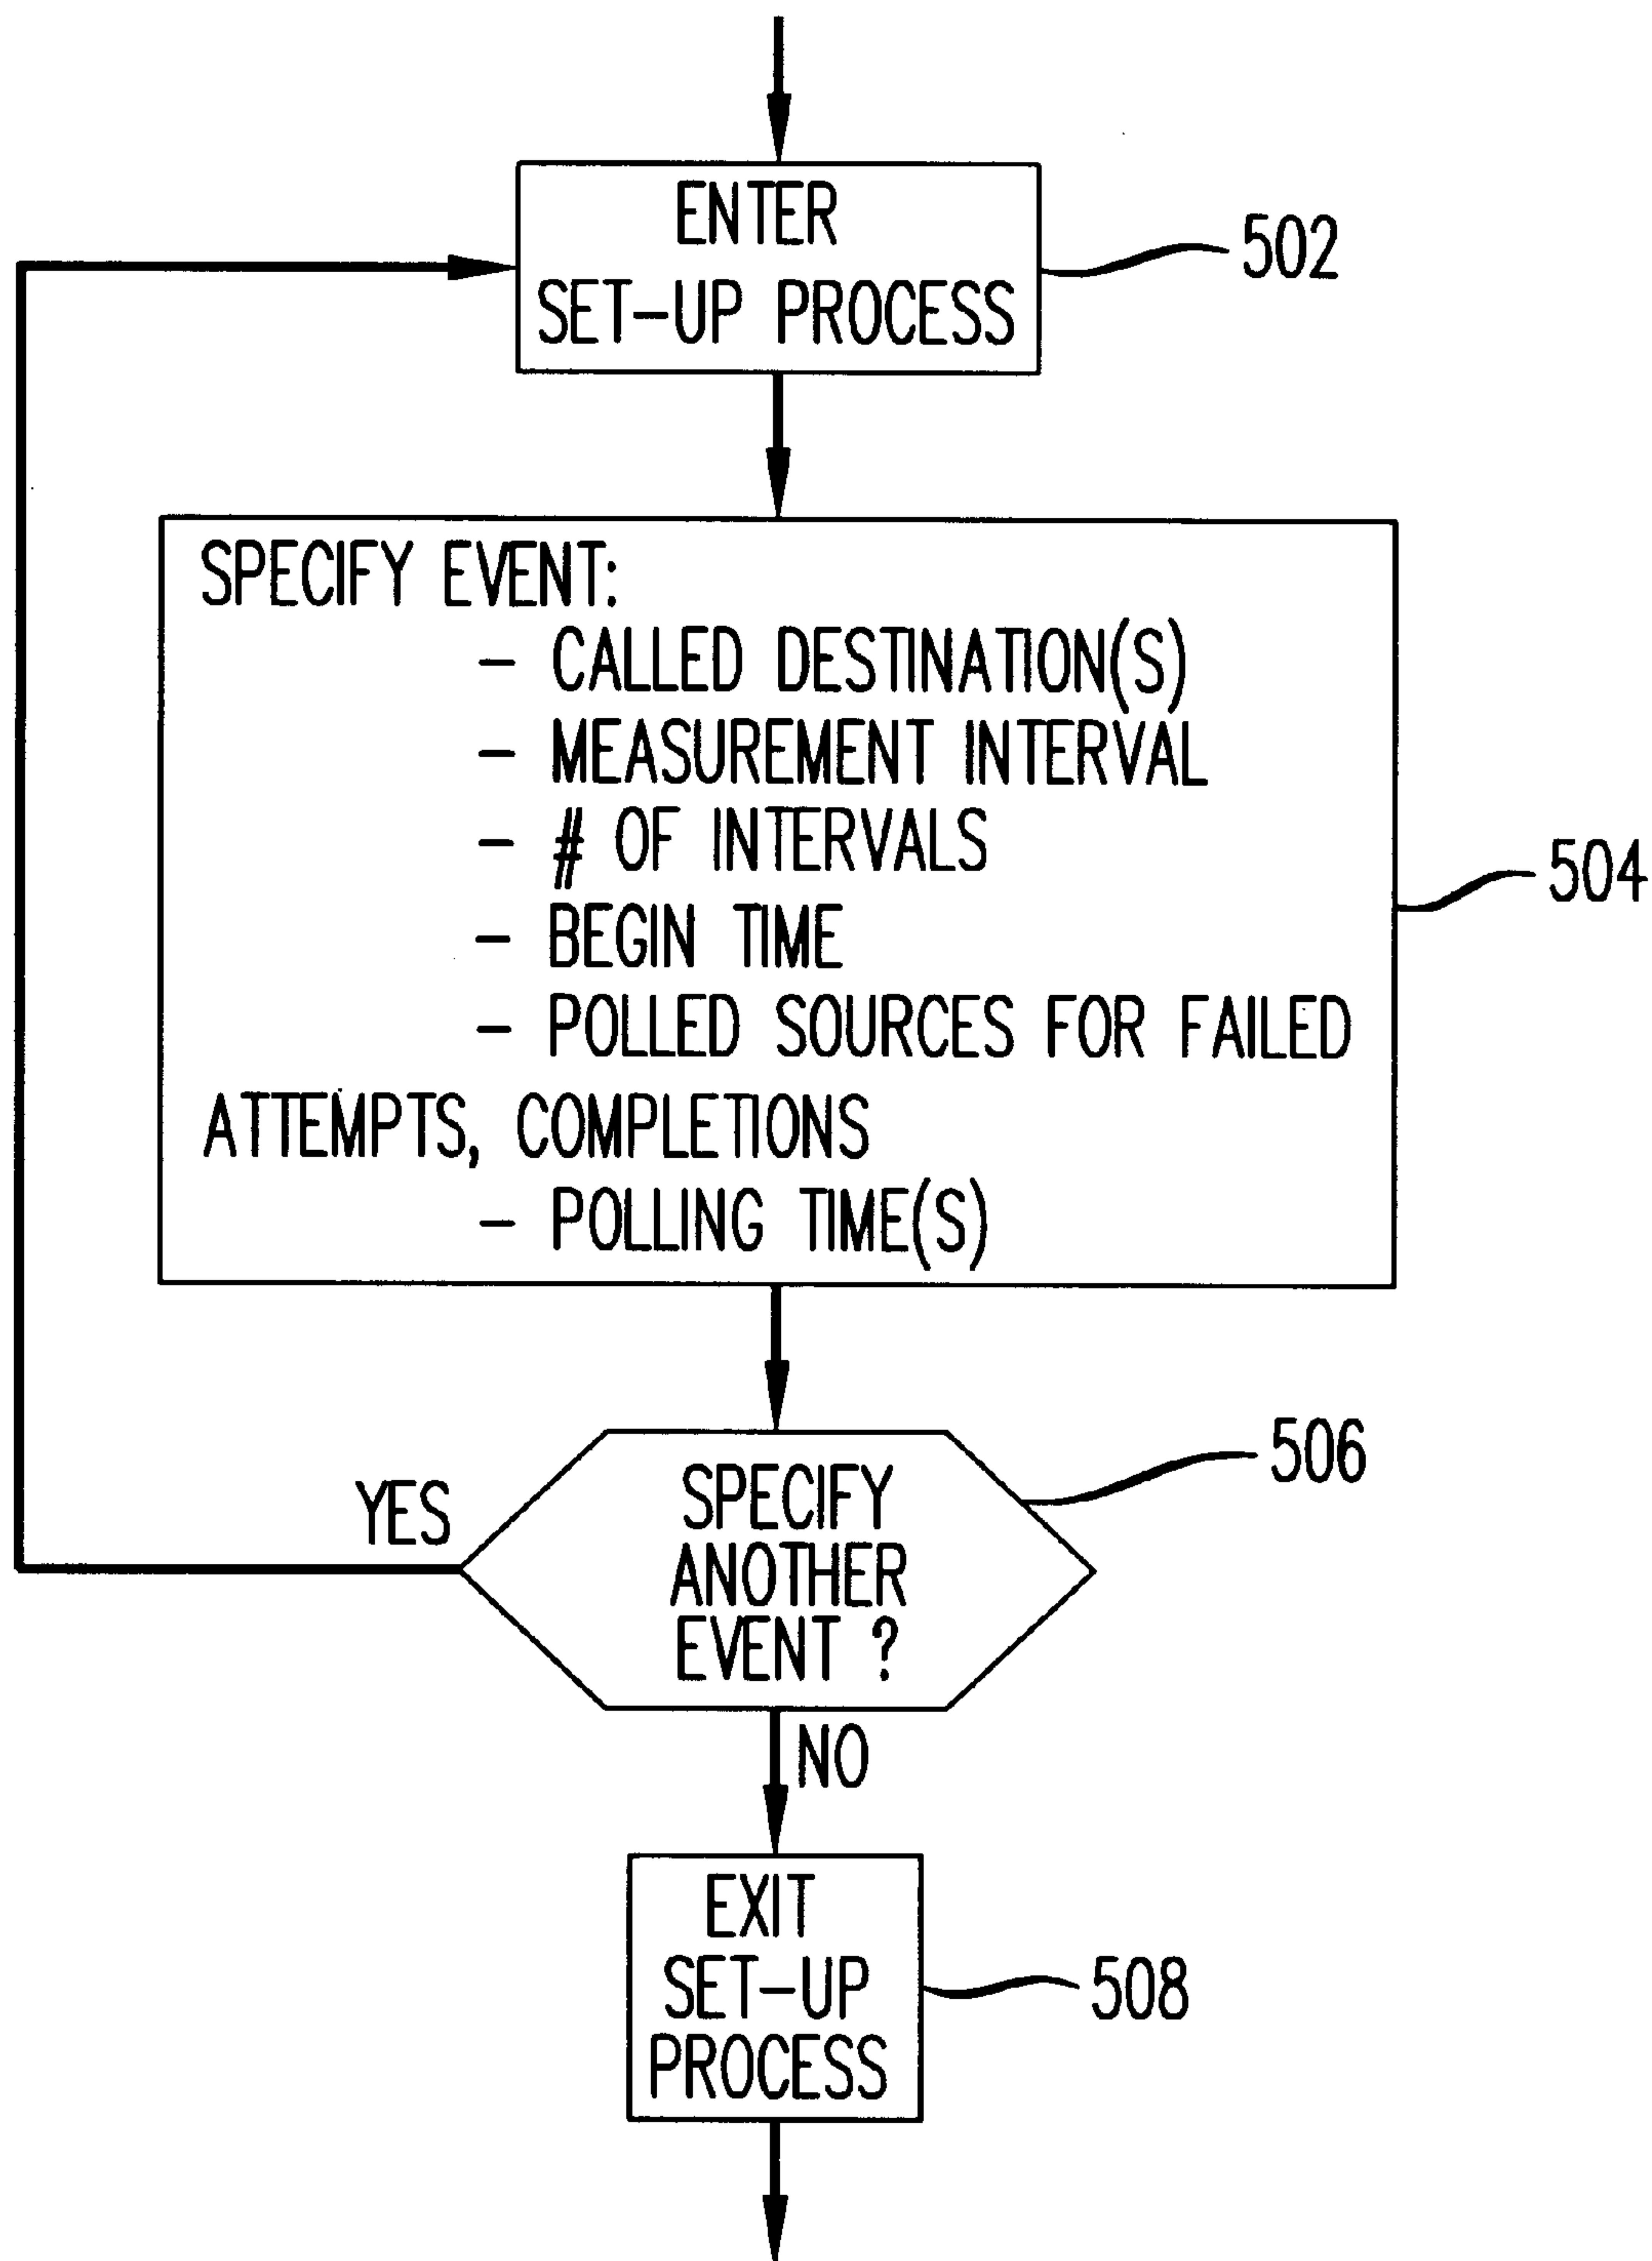 ENTER
SET-UP PROCESS
502
SPECIFY EVENT:
- CALLED DESTINATION(S)
- MEASUREMENT INTERVAL
- # OF INTERVALS
- BEGIN TIME
- POLLED SOURCES FOR FAILED
ATTEMPTS, COMPLETIONS
- POLLING TIME(S)
504
SPECIFY
ANOTHER
EVENT ?
506
YES
NO
EXIT
SET-UP
PROCESS
508